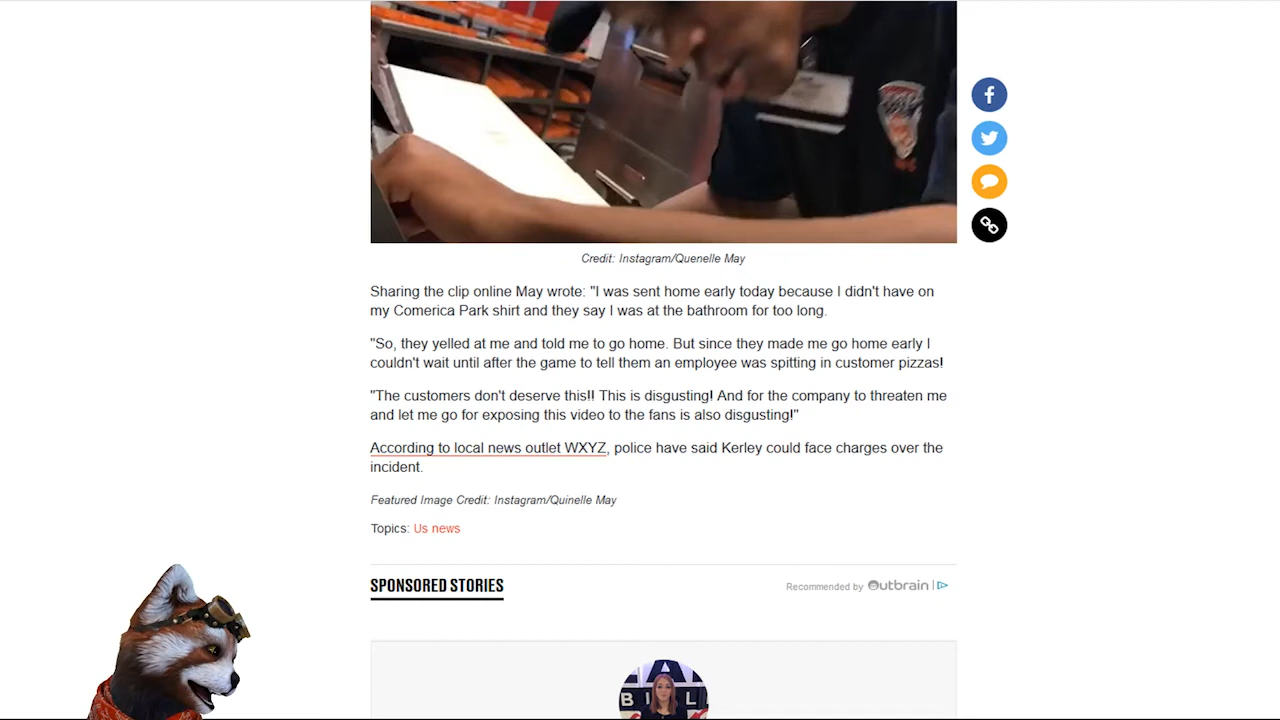 Credit: Instagram/Quenelle May
Sharing the clip online May wrote: "I was sent home early today because I didn't have on
my Comerica Park shirt and they say I was at the bathroom for too long.
"So, they yelled at me and told me to go home. But since they made me go home early I
couldn't wait until after the game to tell them an employee was spitting in customer pizzas!
"The customers don't deserve this!! This is disgusting! And for the company to threaten me
and let me go for exposing this video to the fans is also disgusting!"
According to local news outlet WXYZ, police have said Kerley could face charges over the
incident.
Featured Image Credit: Instagram/Quinelle May
Topics: Us news
SPONSORED STORIES
Recommended by Outbrain